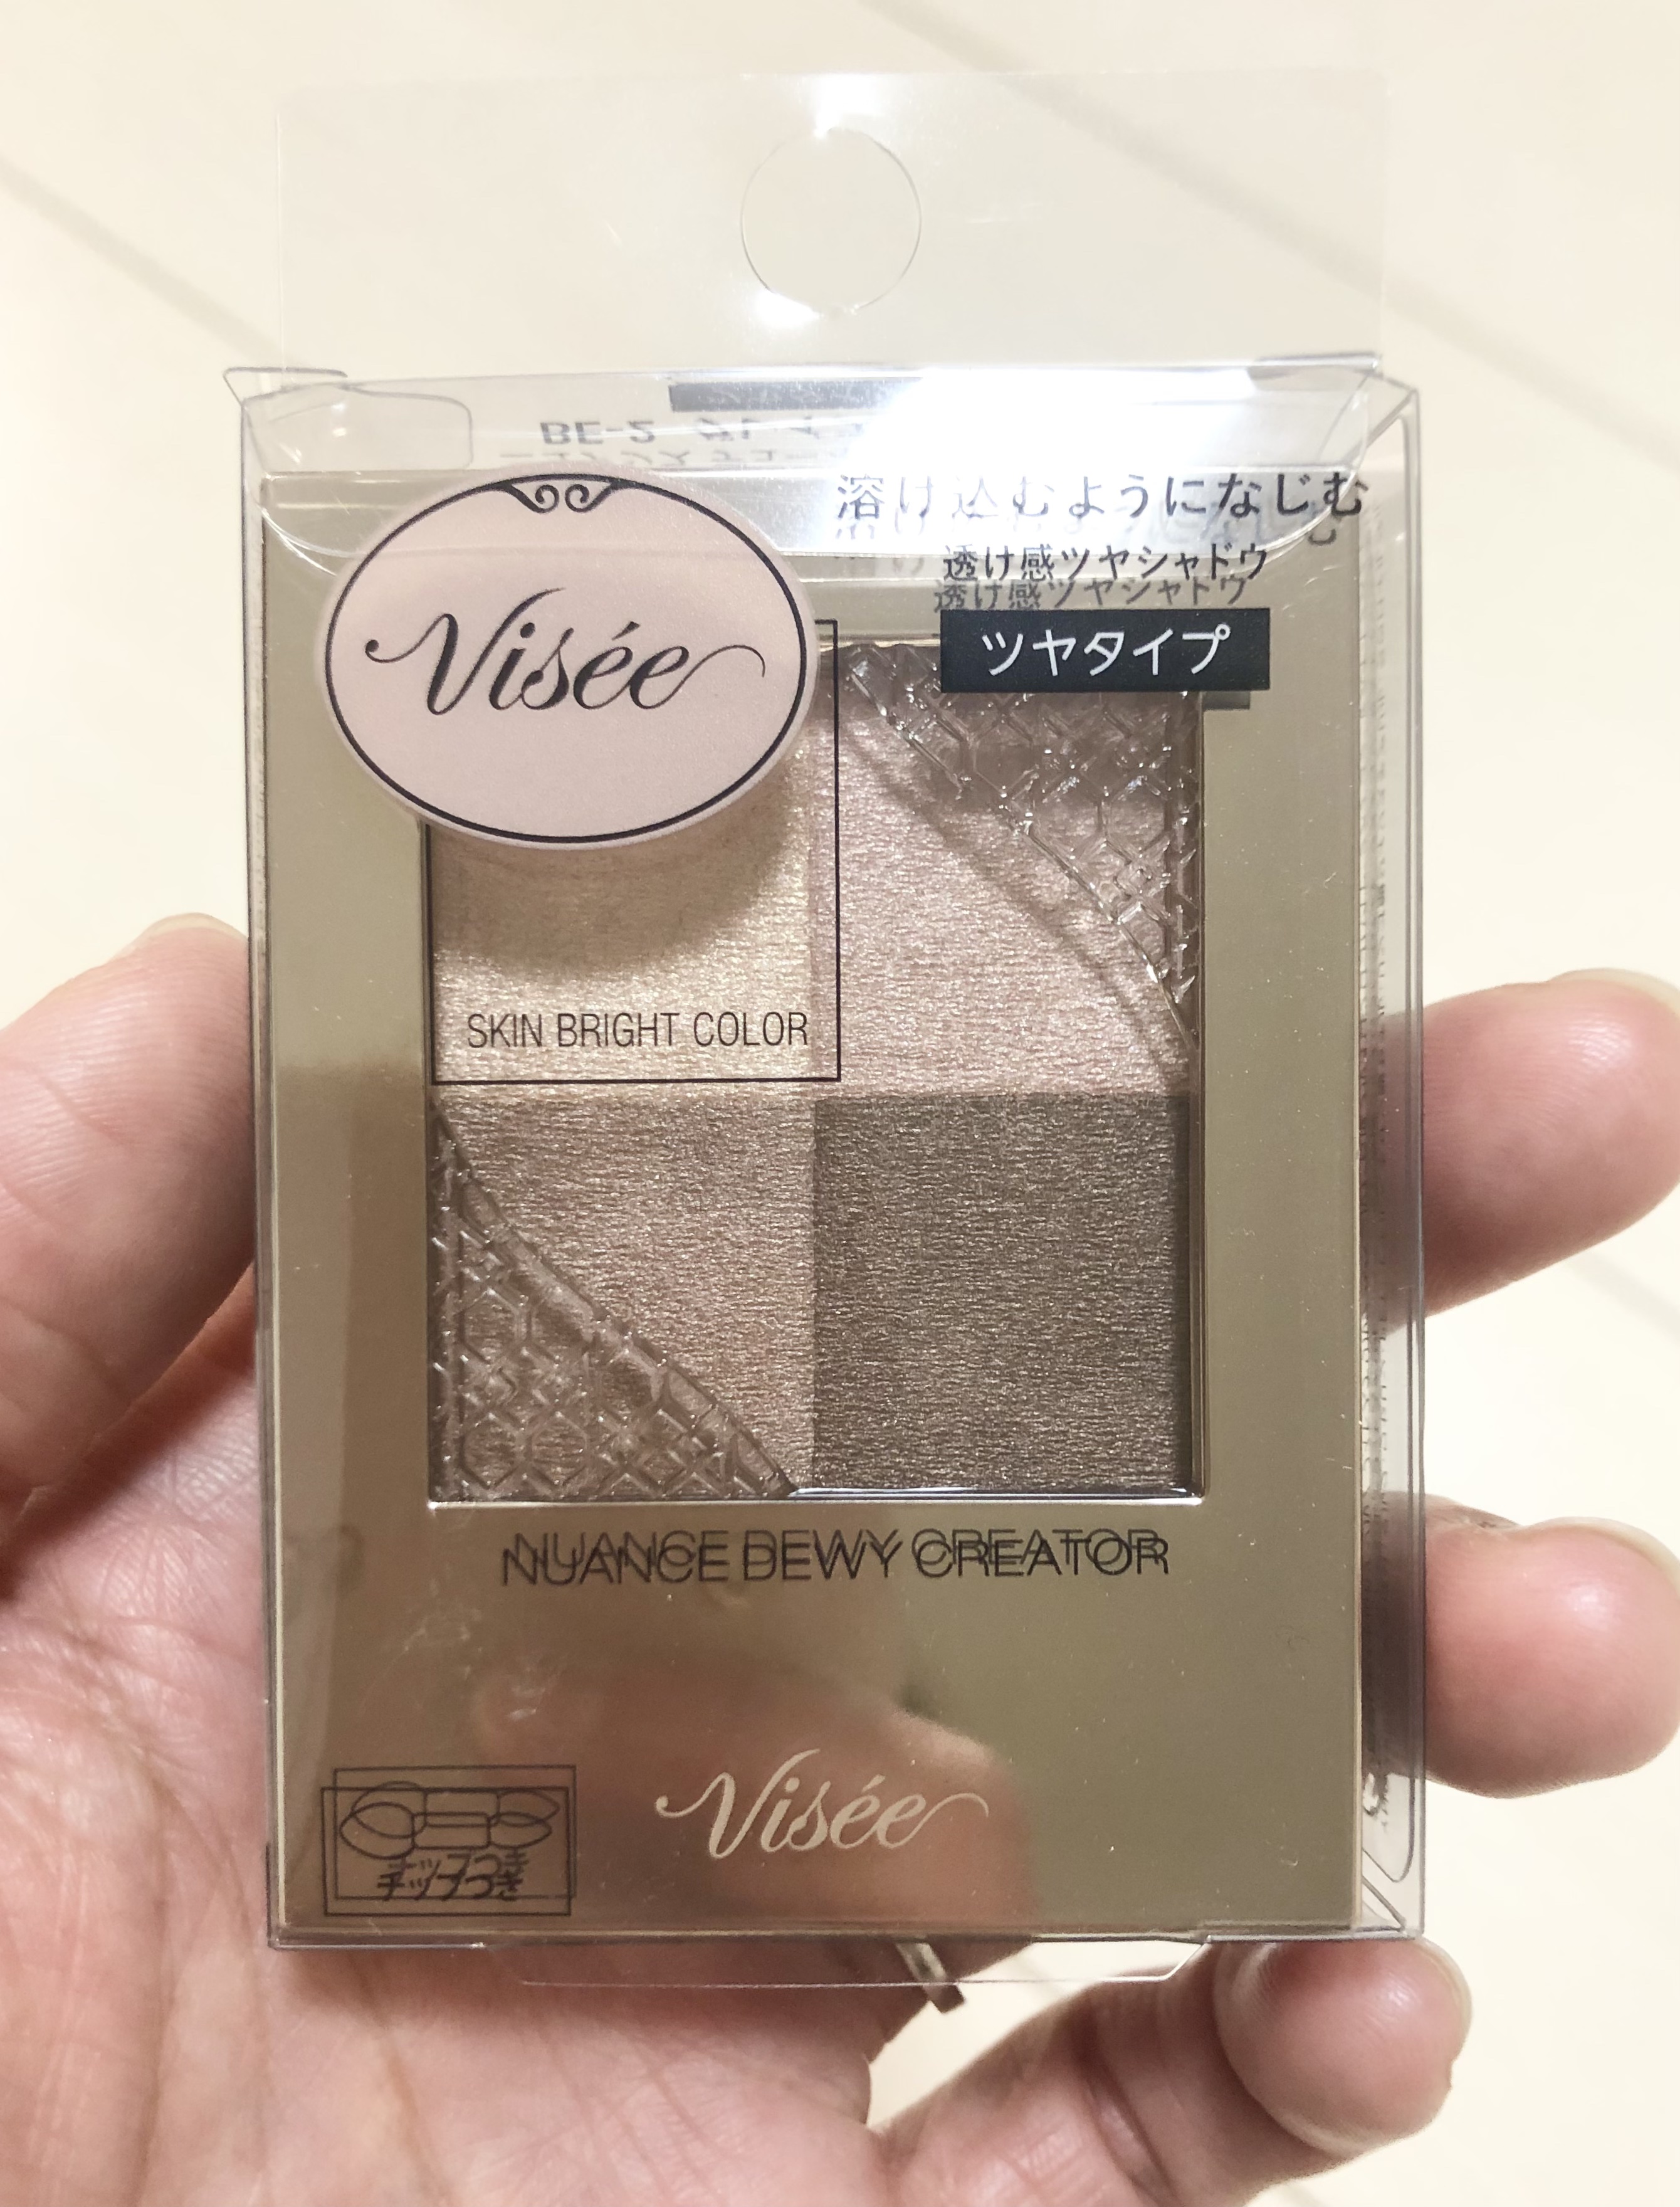 BE-2
溶け込むようになじむ
透け感ツヤシャドウ
ツヤタイプ
Visée
SKIN BRIGHT COLOR
NUANCE DEWY CREATOR
Visée
チップつき